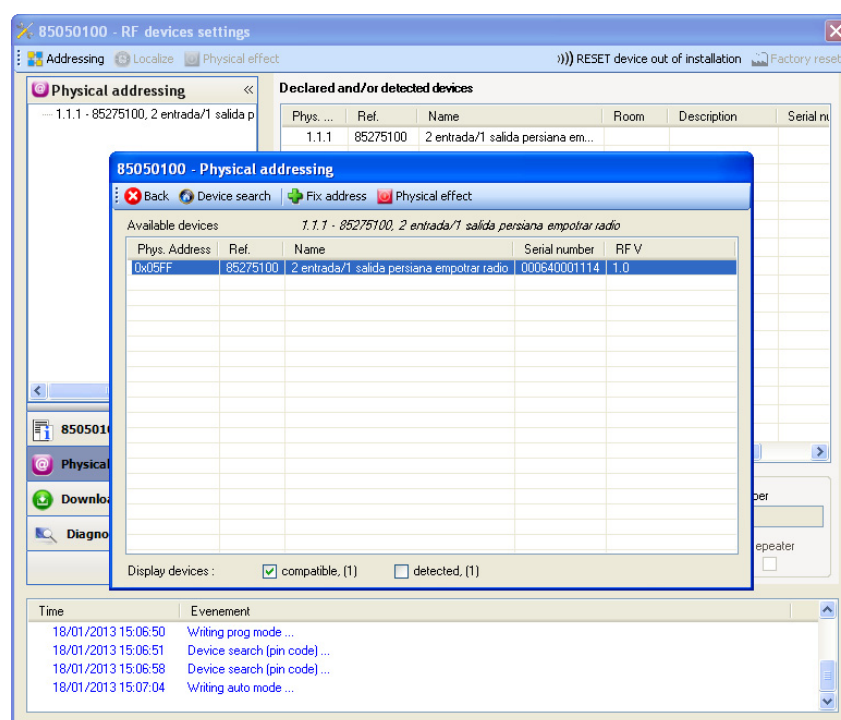 85050100 - RF devices settings
Addressing Localize Physical effect ))) RESET device out of installation Factory reset
Physical addressing «
1.1.1 - 85275100, 2 entrada/1 salida p
Declared and/or detected devices
Phys. ... Ref. Name Room Description Serial nu
1.1.1 85275100 2 entrada/1 salida persiana em...
85050100 - Physical addressing
Back Device search Fix address Physical effect
Available devices 1.1.1 - 85275100, 2 entrada/1 salida persiana empotrar radio
Phys. Address Ref. Name Serial number RF V
0x05FF 85275100 2 entrada/1 salida persiana empotrar radio 000640001114 1.0
Display devices : compatible, (1) detected, (1)
850501
Physical
Downloa
Diagno
ber
epeater
Time Evenement
18/01/2013 15:06:50 Writing prog mode ...
18/01/2013 15:06:51 Device search (pin code) ...
18/01/2013 15:06:58 Device search (pin code) ...
18/01/2013 15:07:04 Writing auto mode ...